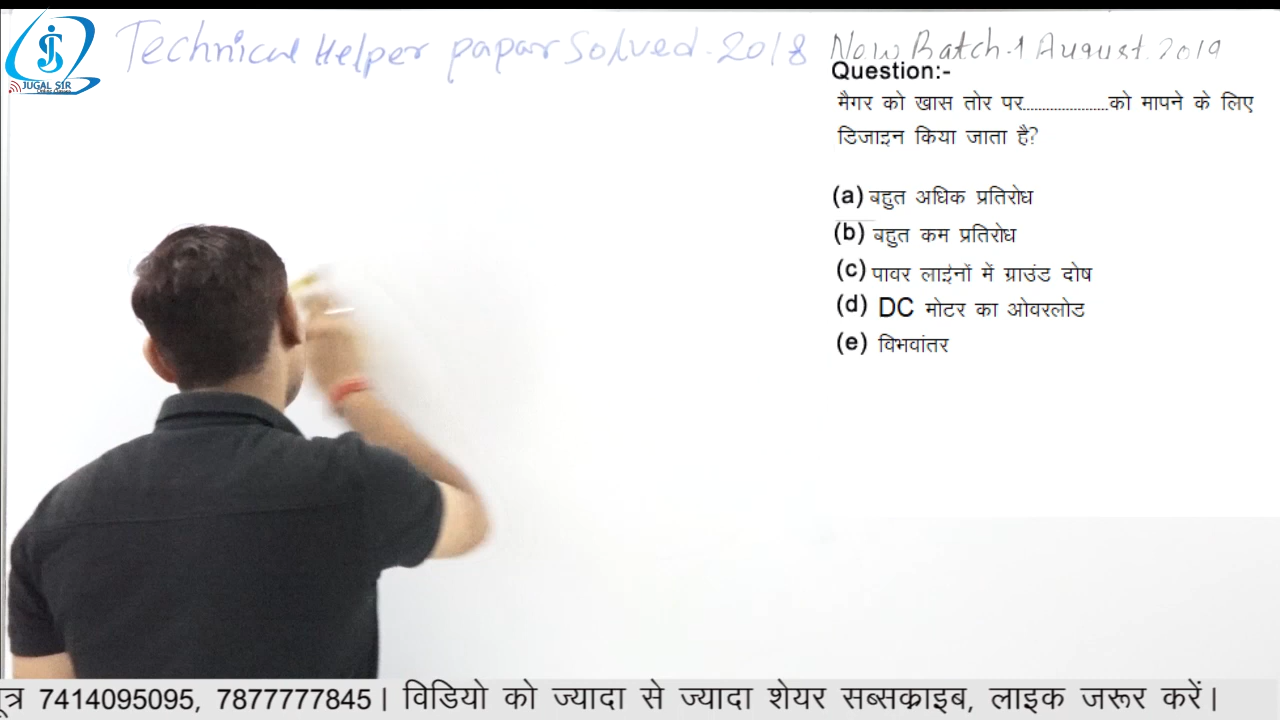 Technical Helper papar Solved-2018 New Batch-1 August 2019
JUGAL SIR
Question:-
मैगर को खास तोर पर.....................को मापने के लिए
डिजाइन किया जाता है?
(a) बहुत अधिक प्रतिरोध
(b) बहुत कम प्रतिरोध
(c) पावर लाईनों में ग्राउंड दोष
(d) DC मोटर का ओवरलोड
(e) विभवांतर
7414095095, 7877777845। विडियो को ज्यादा से ज्यादा शेयर सब्सक्राइब, लाइक जरूर करें।